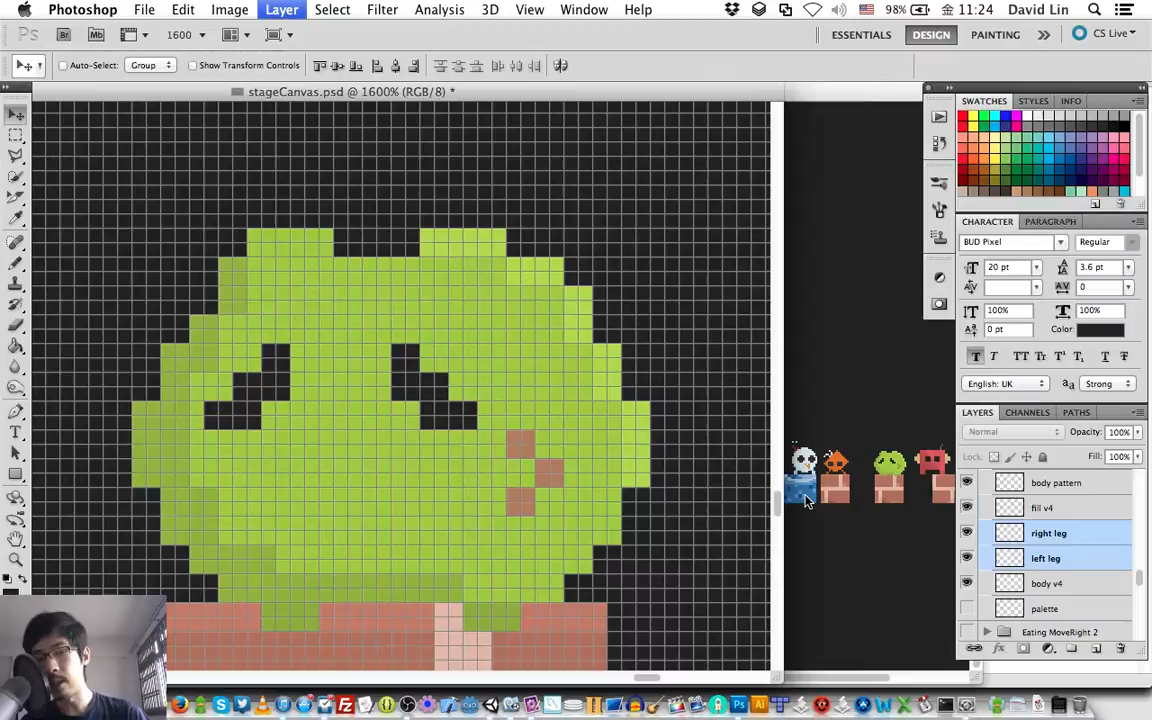 Photoshop File Edit Image Layer Select Filter Analysis 3D View Window Help 98% 金 11:24 David Lin
Ps Br Mb 1600 ESSENTIALS DESIGN PAINTING CS Live
Auto-Select: Group Show Transform Controls
stageCanvas.psd @ 1600% (RGB/8) *
SWATCHES STYLES INFO
CHARACTER PARAGRAPH
BUD Pixel Regular
20 pt 3.6 pt
0
100% 100%
0 pt Color:
English: UK Strong
LAYERS CHANNELS PATHS
Normal Opacity: 100%
Lock: Fill: 100%
body pattern
fill v4
right leg
left leg
body v4
palette
Eating MoveRight 2